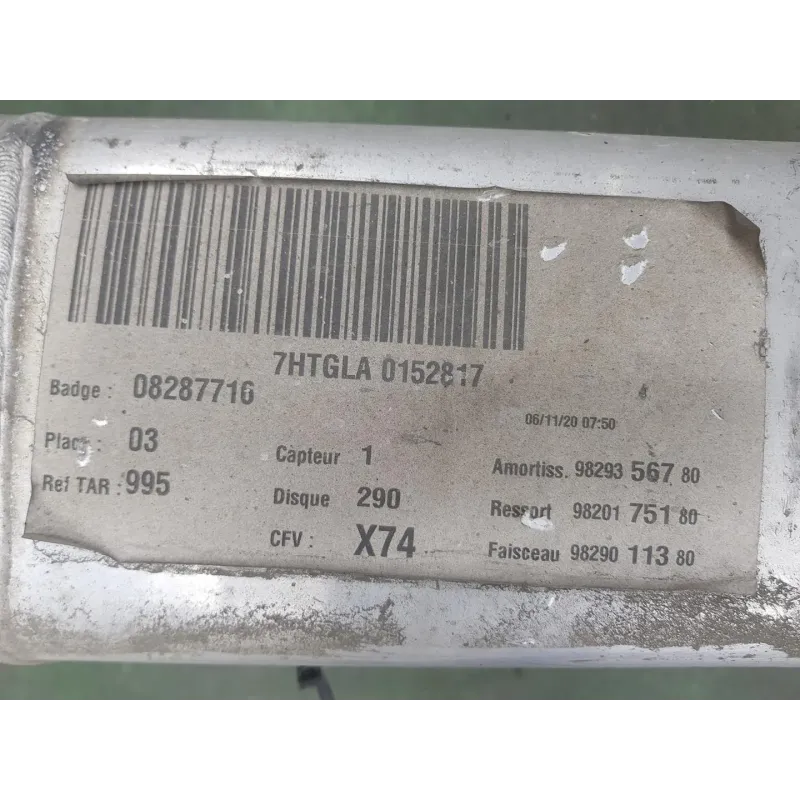 7HTGLA 0152817
Badge : 08287716
06/11/20 07:50
Place : 03
Capteur 1
Amortiss. 98293 567 80
Ref TAR : 995
Disque 290
Ressort 98201 751 80
CFV : X74
Faisceau 98290 113 80